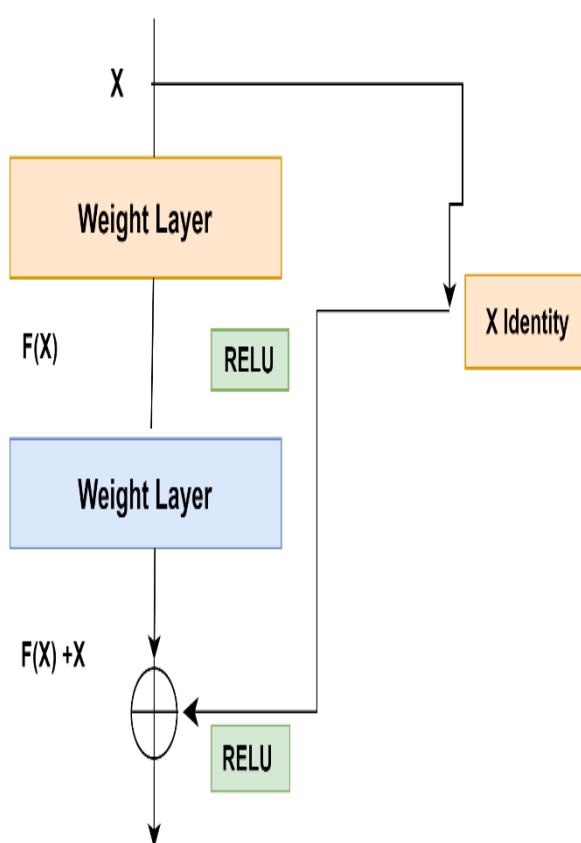 X
Weight Layer
X Identity
F(X)
RELU
Weight Layer
F(X) +X
RELU